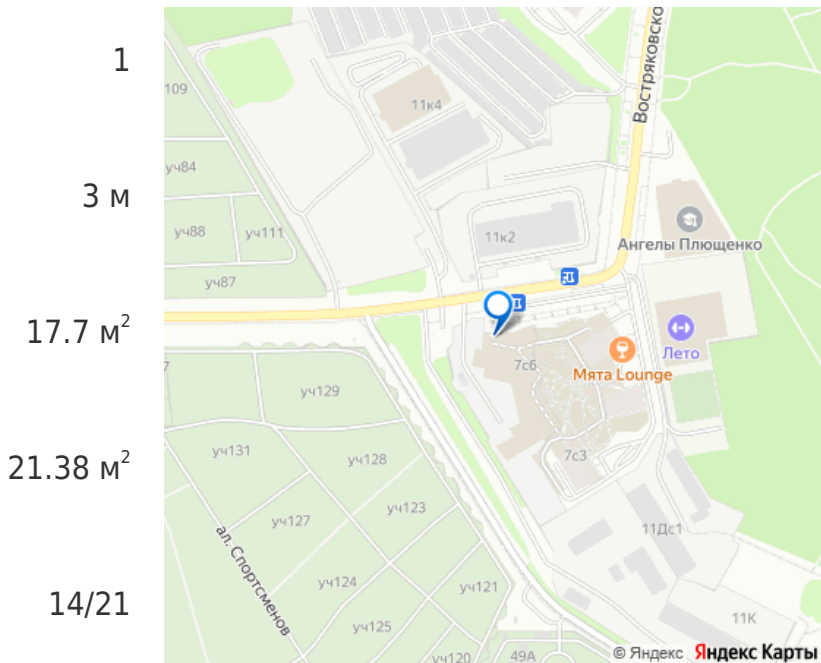 1
3 м
17.7 м²
21.38 м²
14/21
Востряковско
109
11к4
уч84
уч88
уч111
11к2
Ангелы Плющенко
уч87
7с6
Лето
Мята Lounge
уч129
уч131
уч128
7с3
уч127
уч123
11Дс1
ал. Спортсменов
уч124
уч121
уч125
11К
уч120
49А
© Яндекс Яндекс Карты